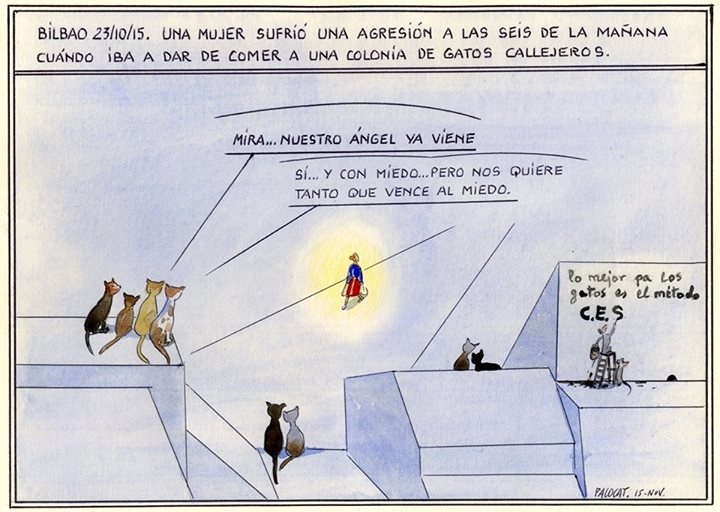 BILBAO 23/10/15. UNA MUJER SUFRIÓ UNA AGRESIÓN A LAS SEIS DE LA MAÑANA
CUÁNDO IBA A DAR DE COMER A UNA COLONIA DE GATOS CALLEJEROS.
MIRA...NUESTRO ÁNGEL YA VIENE
SÍ... Y CON MIEDO...PERO NOS QUIERE
TANTO QUE VENCE AL MIEDO.
lo mejor pa los
gatos es el método
C.E.S
PACOCAT. 15-NOV.